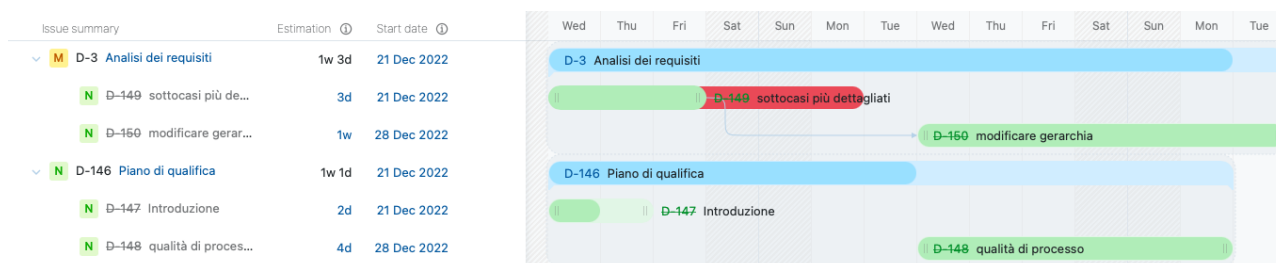 Issue summary Estimation Start date Wed Thu Fri Sat Sun Mon Tue Wed Thu Fri Sat Sun Mon Tue
M D-3 Analisi dei requisiti 1w 3d 21 Dec 2022 D-3 Analisi dei requisiti
N D-149 sottocasi più de... 3d 21 Dec 2022 D-149 sottocasi più dettagliati
N D-150 modificare gerar... 1w 28 Dec 2022 D-150 modificare gerarchia
N D-146 Piano di qualifica 1w 1d 21 Dec 2022 D-146 Piano di qualifica
N D-147 Introduzione 2d 21 Dec 2022 D-147 Introduzione
N D-148 qualità di proces... 4d 28 Dec 2022 D-148 qualità di processo